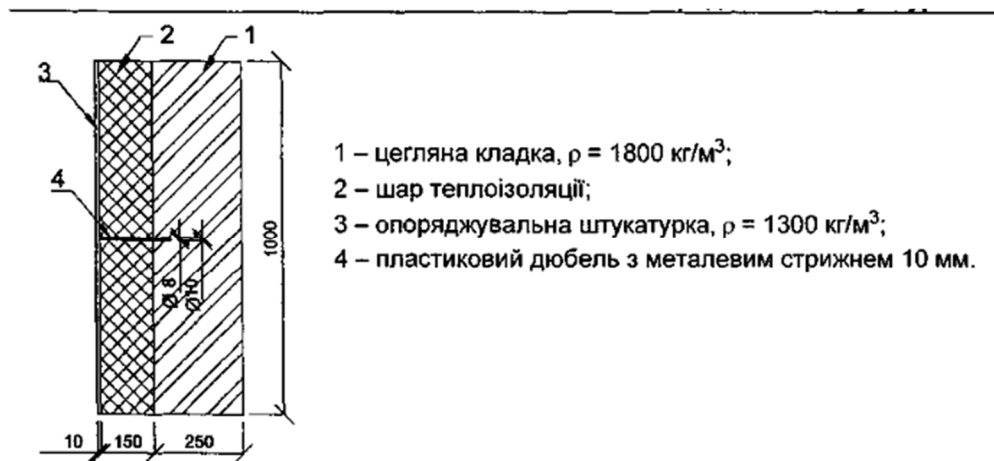 2
1
3
4
1 – цегляна кладка, ρ = 1800 кг/м³;
2 – шар теплоізоляції;
3 – опоряджувальна штукатурка, ρ = 1300 кг/м³;
4 – пластиковий дюбель з металевим стрижнем 10 мм.
Ø 8
Ø10
1000
10 150 250